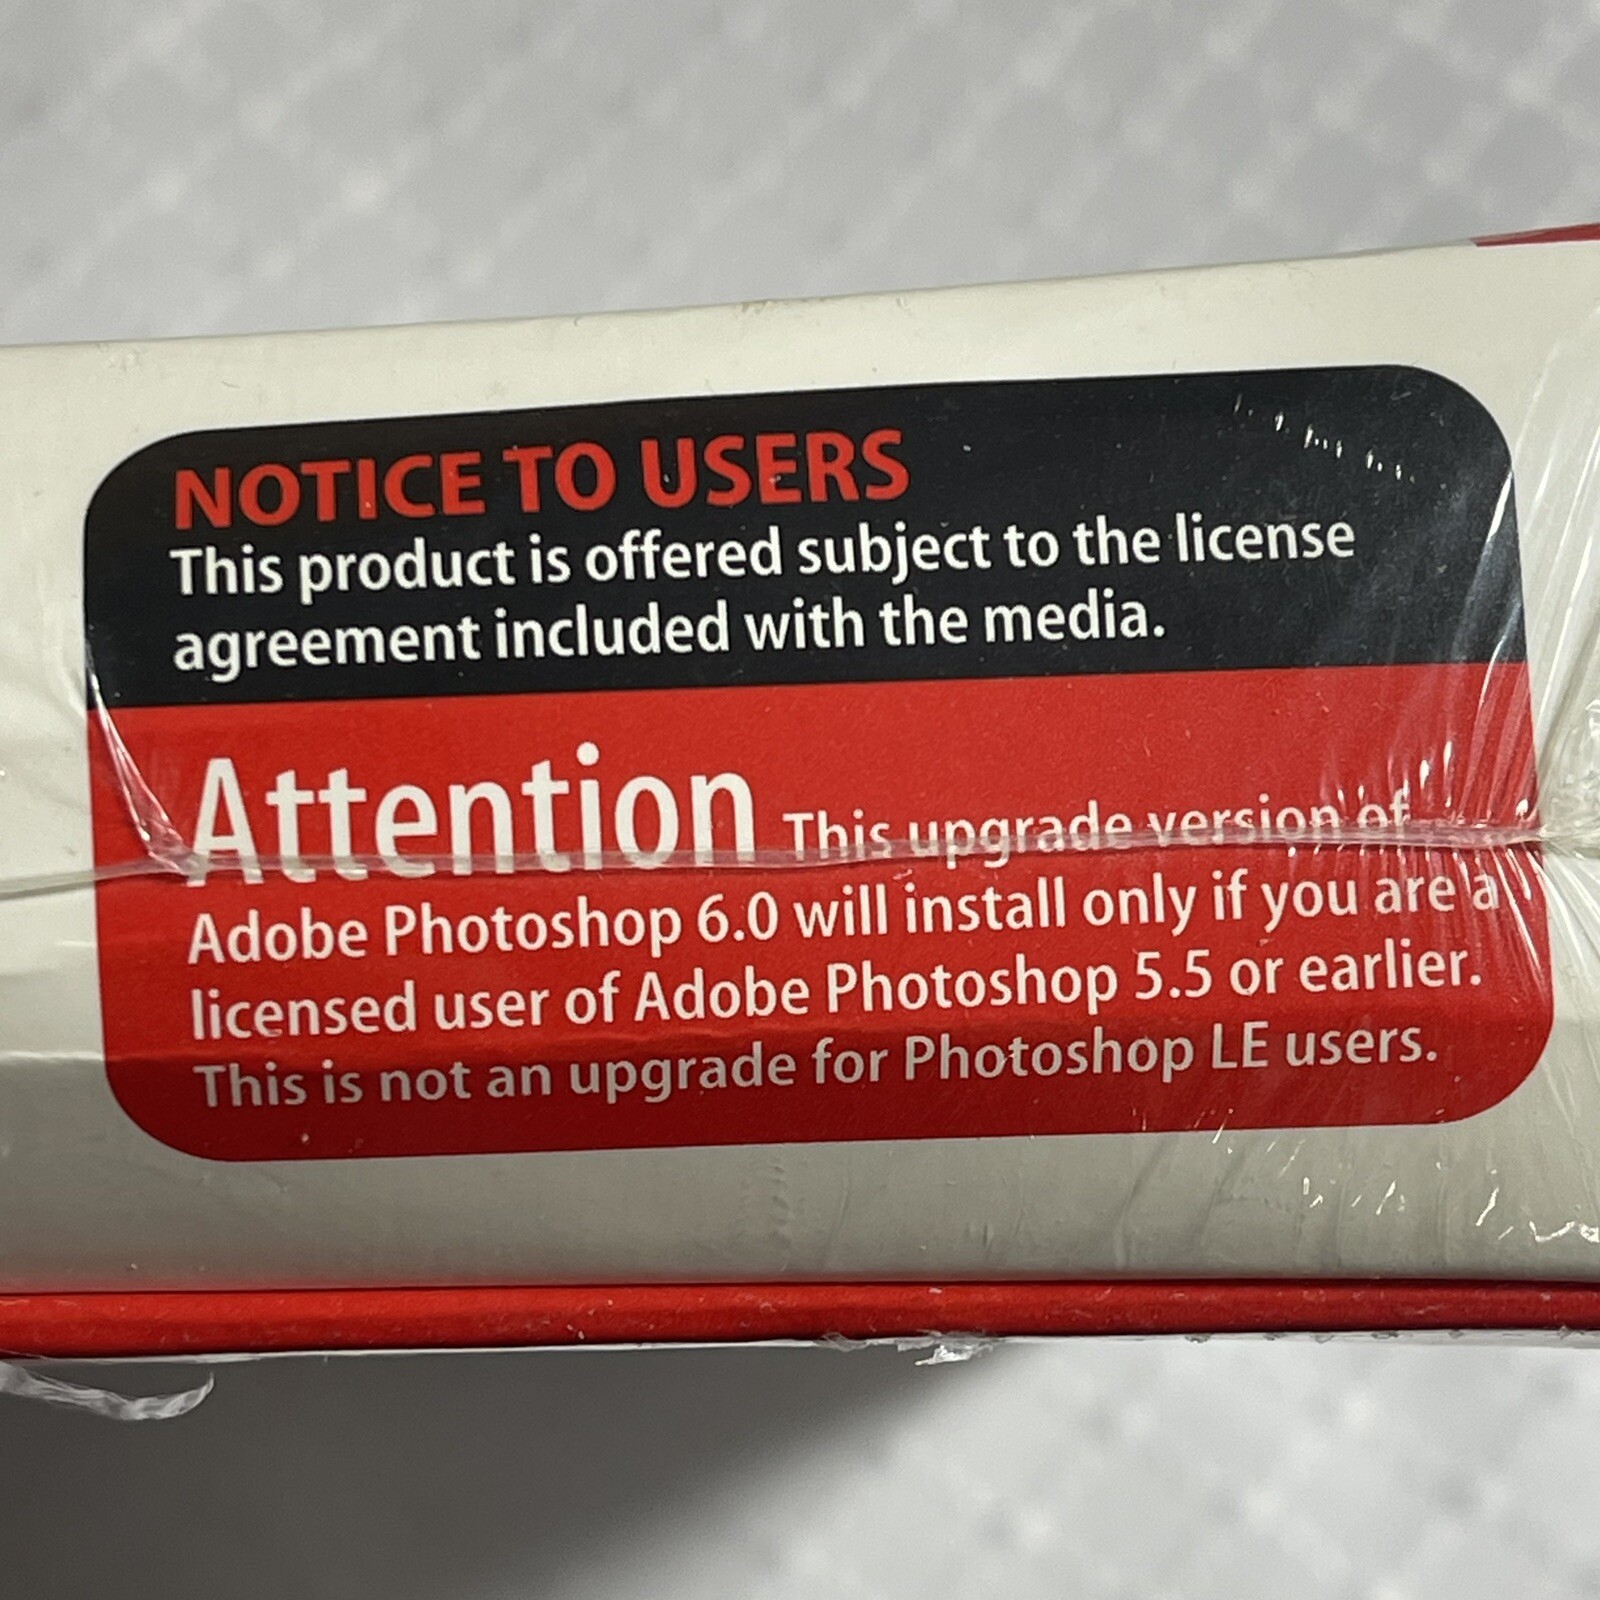 NOTICE TO USERS
This product is offered subject to the license
agreement included with the media.
Attention This upgrade version of
Adobe Photoshop 6.0 will install only if you are a
licensed user of Adobe Photoshop 5.5 or earlier.
This is not an upgrade for Photoshop LE users.